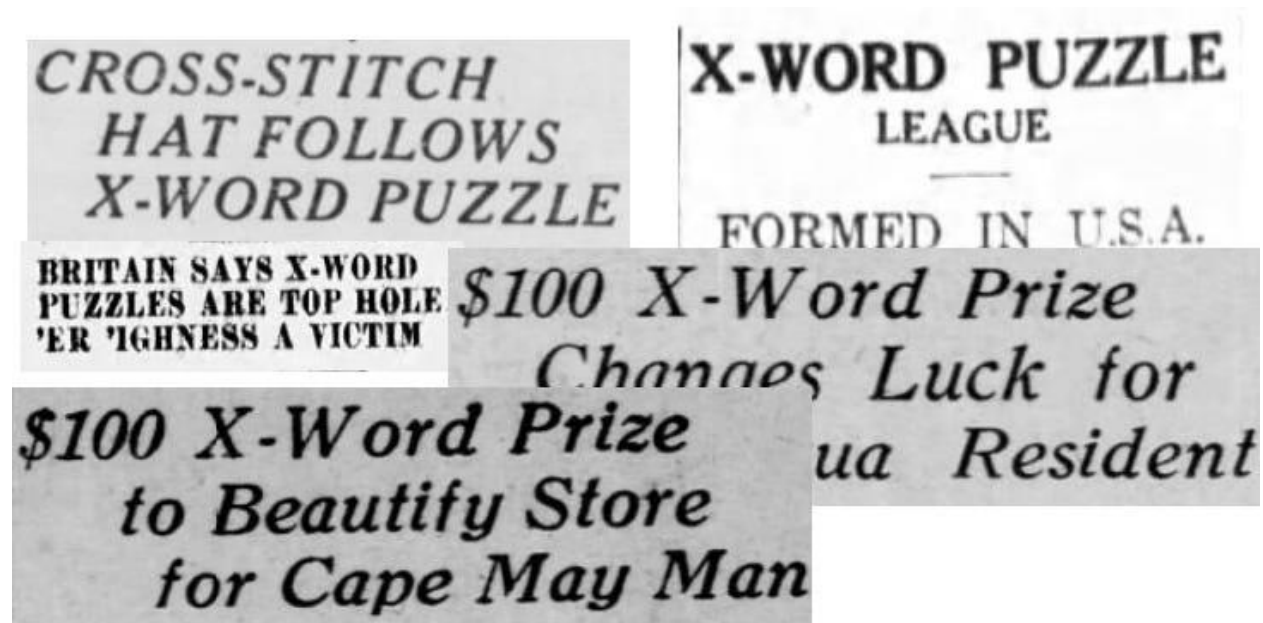 CROSS-STITCH
HAT FOLLOWS
X-WORD PUZZLE
X-WORD PUZZLE
LEAGUE
FORMED IN U.S.A.
BRITAIN SAYS X-WORD
PUZZLES ARE TOP HOLE
'ER 'IGHNESS A VICTIM
$100 X-Word Prize
Changes Luck for
ua Resident
$100 X-Word Prize
to Beautify Store
for Cape May Man